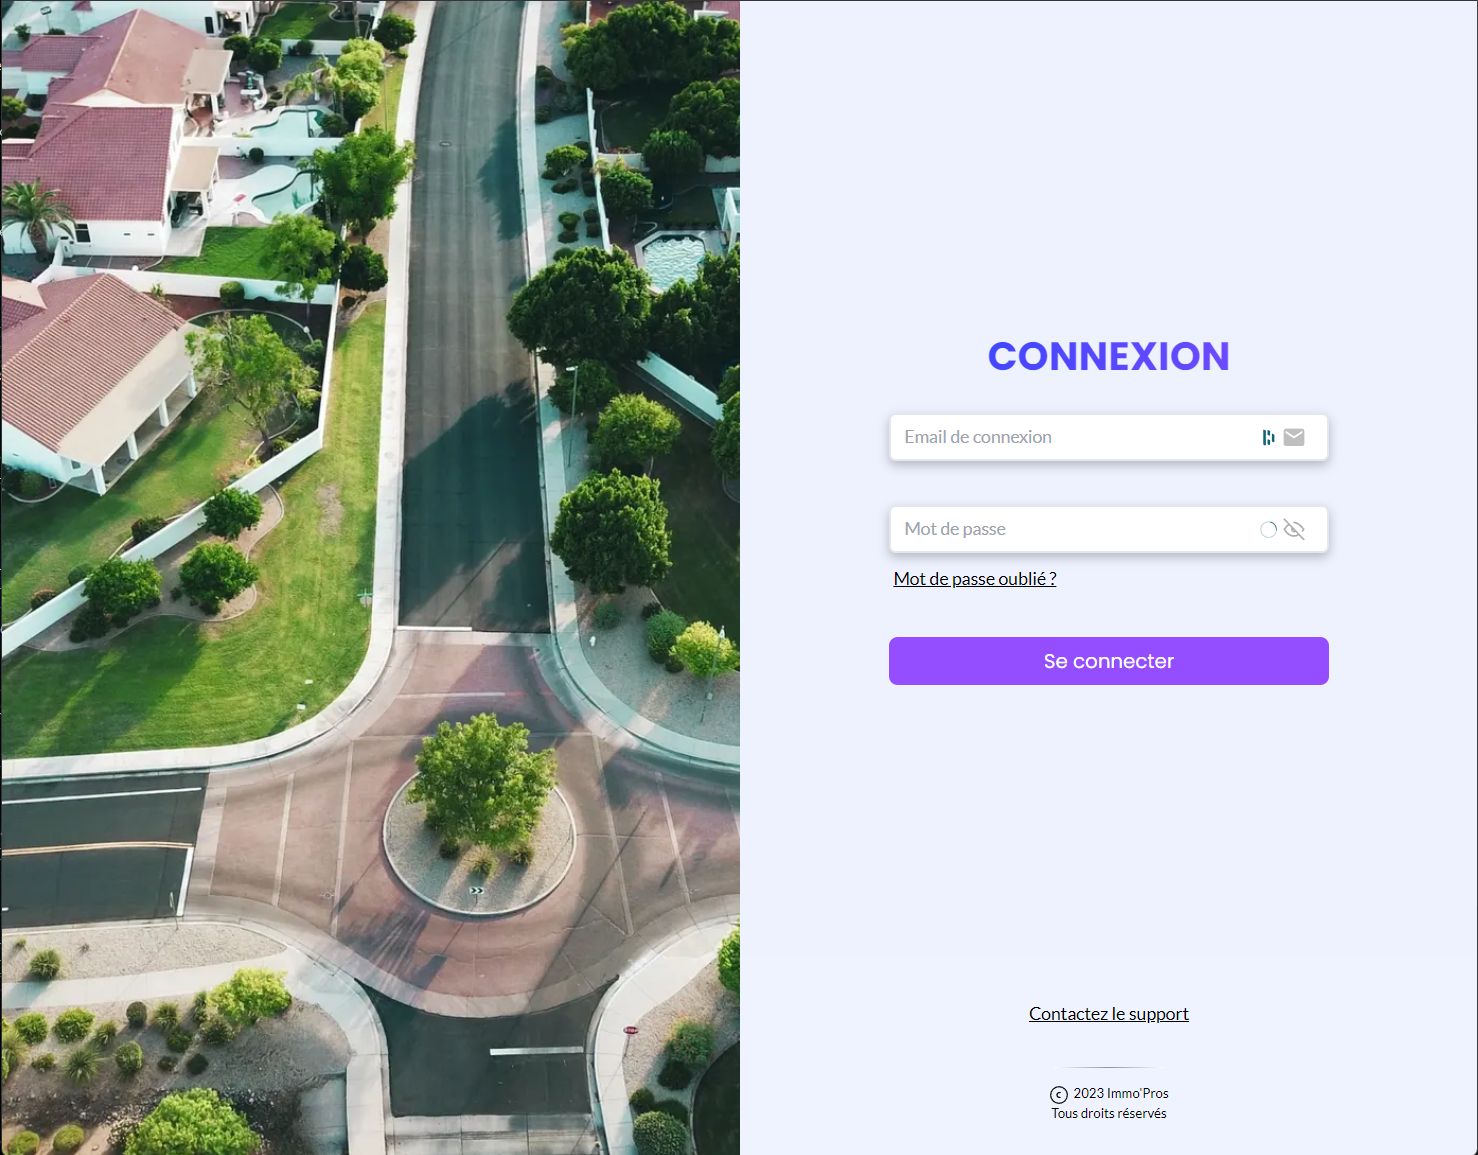 CONNEXION
Email de connexion
Mot de passe
Mot de passe oublié ?
Se connecter
Contactez le support
© 2023 Immo'Pros
Tous droits réservés